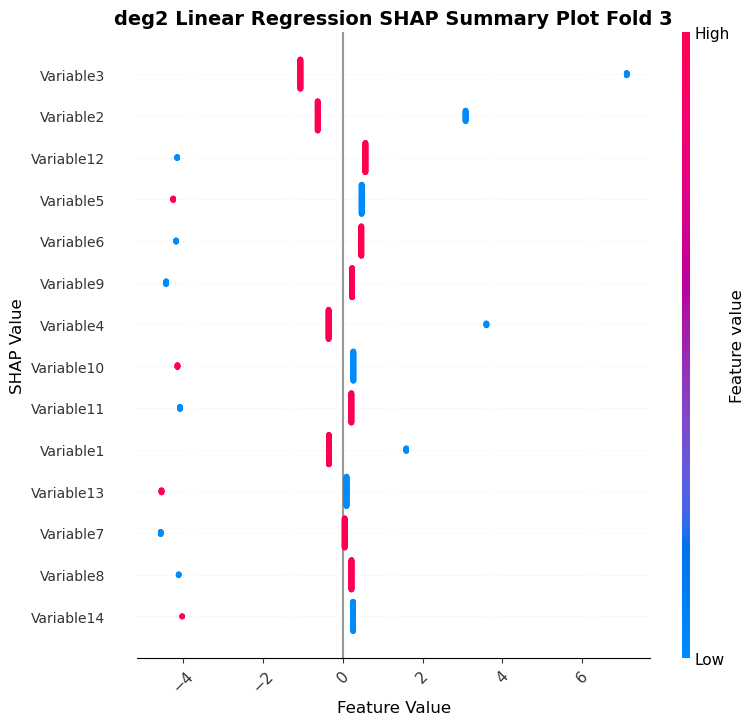 deg2 Linear Regression SHAP Summary Plot Fold 3
High
Variable3
Variable2
Variable12
Variable5
Variable6
Variable9
Variable4
Variable10
Variable11
Variable1
Variable13
Variable7
Variable8
Variable14
SHAP Value
Feature value
Low
−4 −2 0 2 4 6
Feature Value